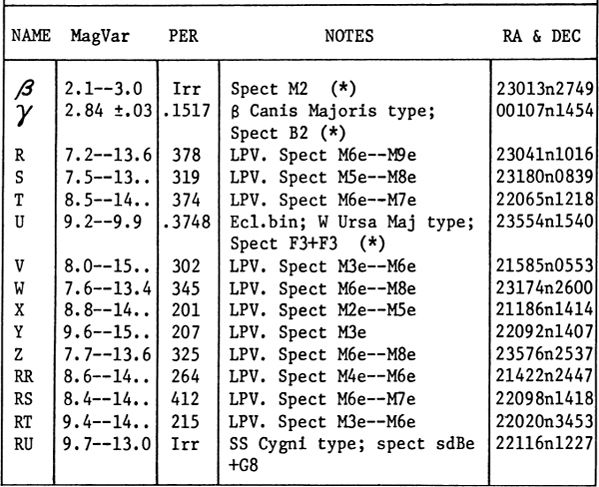 NAME MagVar PER NOTES RA & DEC
β 2.1--3.0 Irr Spect M2 (*) 23013n2749
γ 2.84 ±.03 .1517 β Canis Majoris type; 00107n1454
Spect B2 (*)
R 7.2--13.6 378 LPV. Spect M6e--M9e 23041n1016
S 7.5--13.. 319 LPV. Spect M5e--M8e 23180n0839
T 8.5--14.. 374 LPV. Spect M6e--M7e 22065n1218
U 9.2--9.9 .3748 Ecl.bin; W Ursa Maj type; 23554n1540
Spect F3+F3 (*)
V 8.0--15.. 302 LPV. Spect M3e--M6e 21585n0553
W 7.6--13.4 345 LPV. Spect M6e--M8e 23174n2600
X 8.8--14.. 201 LPV. Spect M2e--M5e 21186n1414
Y 9.6--15.. 207 LPV. Spect M3e 22092n1407
Z 7.7--13.6 325 LPV. Spect M6e--M8e 23576n2537
RR 8.6--14.. 264 LPV. Spect M4e--M6e 21422n2447
RS 8.4--14.. 412 LPV. Spect M6e--M7e 22098n1418
RT 9.4--14.. 215 LPV. Spect M3e--M6e 22020n3453
RU 9.7--13.0 Irr SS Cygni type; spect sdBe 22116n1227
+G8